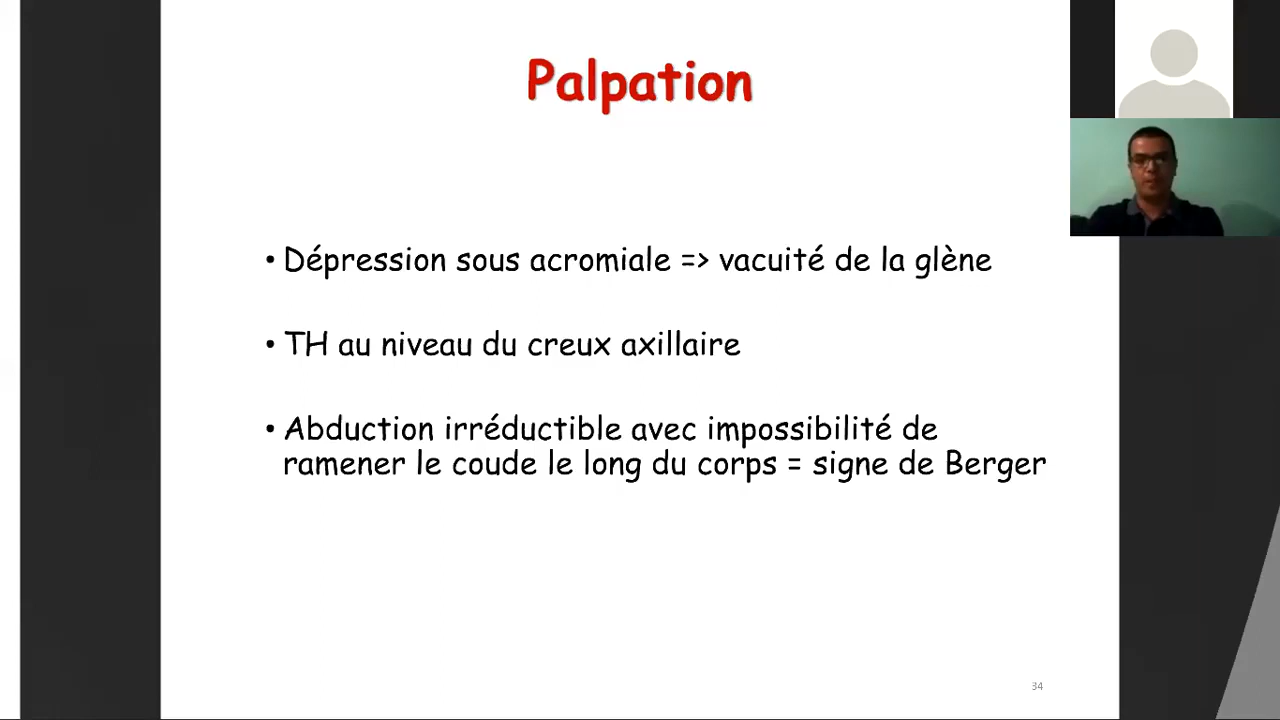 Palpation
• Dépression sous acromiale => vacuité de la glène
• TH au niveau du creux axillaire
• Abduction irréductible avec impossibilité de
ramener le coude le long du corps = signe de Berger
34